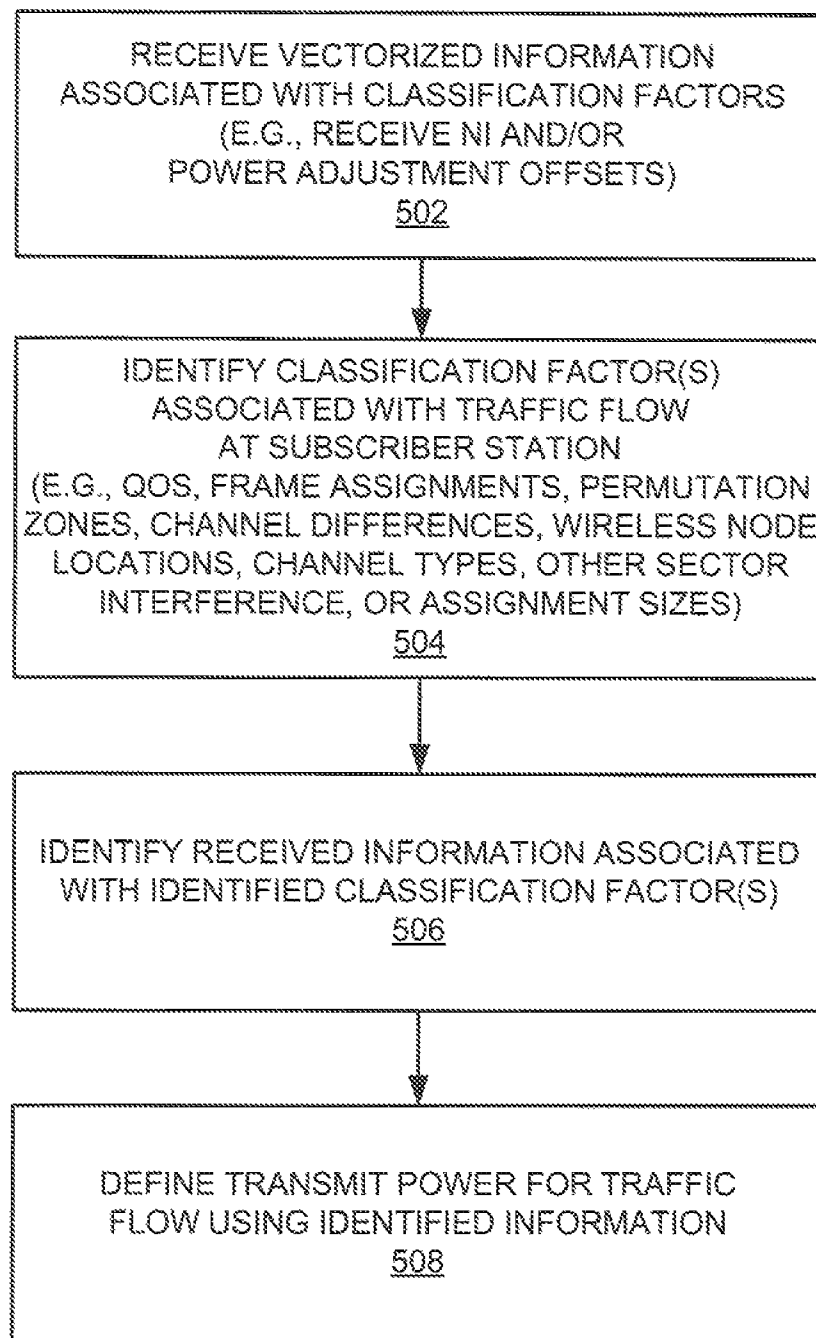 RECEIVE VECTORIZED INFORMATION
ASSOCIATED WITH CLASSIFICATION FACTORS
(E.G., RECEIVE NI AND/OR
POWER ADJUSTMENT OFFSETS)
502
IDENTIFY CLASSIFICATION FACTOR(S)
ASSOCIATED WITH TRAFFIC FLOW
AT SUBSCRIBER STATION
(E.G., QOS, FRAME ASSIGNMENTS, PERMUTATION
ZONES, CHANNEL DIFFERENCES, WIRELESS NODE
LOCATIONS, CHANNEL TYPES, OTHER SECTOR
INTERFERENCE, OR ASSIGNMENT SIZES)
504
IDENTIFY RECEIVED INFORMATION ASSOCIATED
WITH IDENTIFIED CLASSIFICATION FACTOR(S)
506
DEFINE TRANSMIT POWER FOR TRAFFIC
FLOW USING IDENTIFIED INFORMATION
508